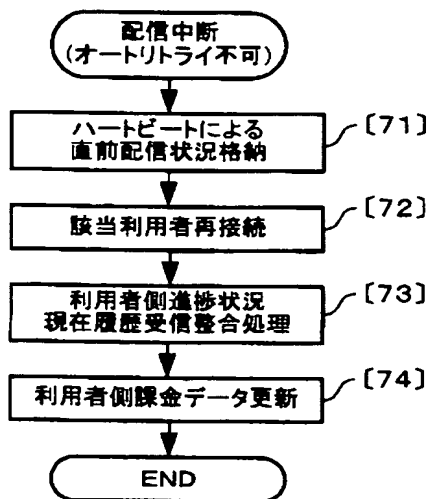 配信中断
(オートリトライ不可)
ハートビートによる
直前配信状況格納
[71]
該当利用者再接続
[72]
利用者側進捗状況
現在履歴受信整合処理
[73]
利用者側課金データ更新
[74]
END